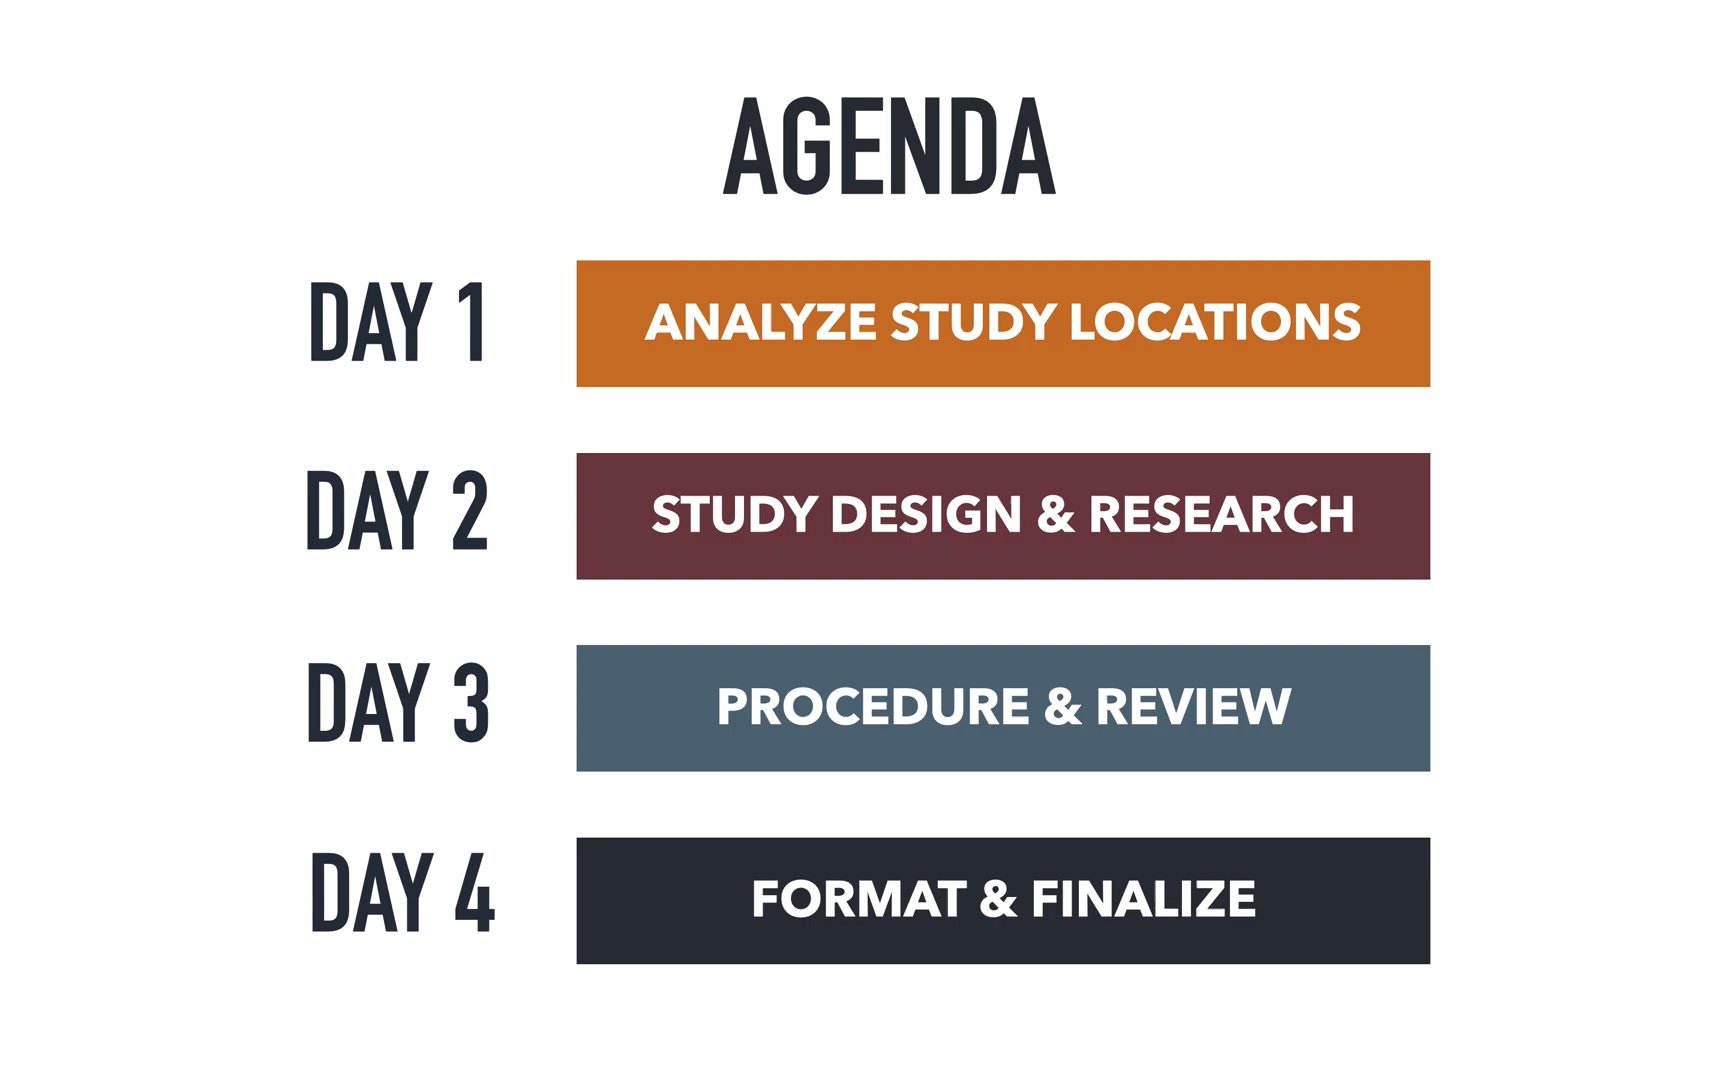 AGENDA
DAY 1
ANALYZE STUDY LOCATIONS
DAY 2
STUDY DESIGN & RESEARCH
DAY 3
PROCEDURE & REVIEW
DAY 4
FORMAT & FINALIZE